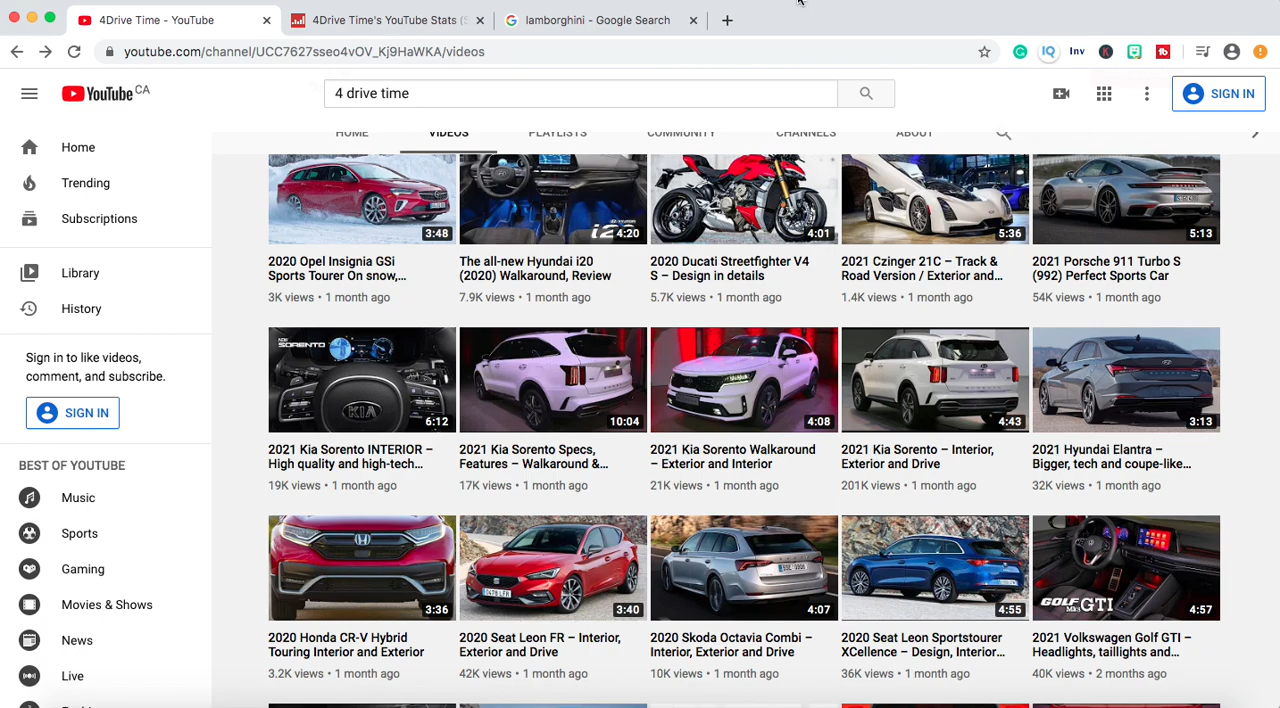 4Drive Time - YouTube
4Drive Time's YouTube Stats (S
lamborghini - Google Search
youtube.com/channel/UCC7627sseo4vOV_Kj9HaWKA/videos
IQ
Inv
K
tb
YouTube CA
4 drive time
SIGN IN
HOME
VIDEOS
PLAYLISTS
COMMUNITY
CHANNELS
ABOUT
Home
Trending
Subscriptions
Library
History
Sign in to like videos,
comment, and subscribe.
SIGN IN
BEST OF YOUTUBE
Music
Sports
Gaming
Movies & Shows
News
Live
3:48
i20
4:20
4:01
5:36
5:13
2020 Opel Insignia GSi
Sports Tourer On snow,...
3K views • 1 month ago
The all-new Hyundai i20
(2020) Walkaround, Review
7.9K views • 1 month ago
2020 Ducati Streetfighter V4
S – Design in details
5.7K views • 1 month ago
2021 Czinger 21C – Track &
Road Version / Exterior and...
1.4K views • 1 month ago
2021 Porsche 911 Turbo S
(992) Perfect Sports Car
54K views • 1 month ago
SORENTO
KIA
6:12
10:04
4:08
4:43
3:13
2021 Kia Sorento INTERIOR –
High quality and high-tech...
19K views • 1 month ago
2021 Kia Sorento Specs,
Features – Walkaround &...
17K views • 1 month ago
2021 Kia Sorento Walkaround
– Exterior and Interior
21K views • 1 month ago
2021 Kia Sorento – Interior,
Exterior and Drive
201K views • 1 month ago
2021 Hyundai Elantra –
Bigger, tech and coupe-like...
32K views • 1 month ago
3:36
3:40
4:07
4:55
GOLF Mk8 GTI
4:57
2020 Honda CR-V Hybrid
Touring Interior and Exterior
3.2K views • 1 month ago
2020 Seat Leon FR – Interior,
Exterior and Drive
42K views • 1 month ago
2020 Skoda Octavia Combi –
Interior, Exterior and Drive
10K views • 1 month ago
2020 Seat Leon Sportstourer
XCellence – Design, Interior...
36K views • 1 month ago
2021 Volkswagen Golf GTI –
Headlights, taillights and...
40K views • 2 months ago